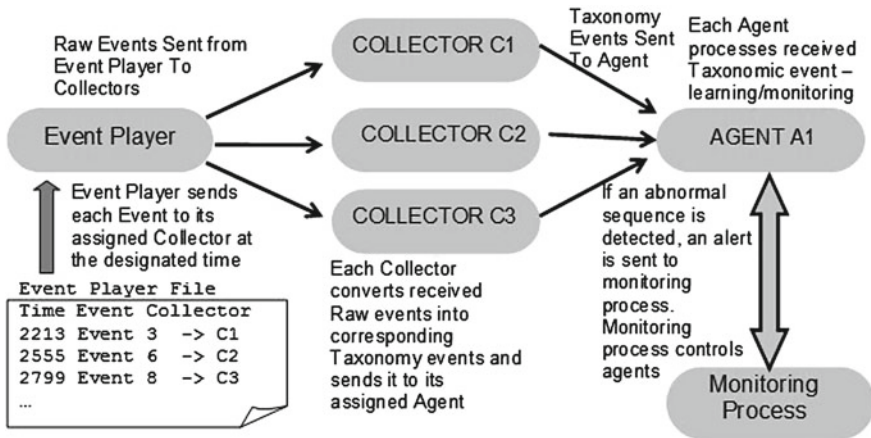 Raw Events Sent from
Event Player To
Collectors
COLLECTOR C1
Taxonomy
Events Sent
To Agent
Each Agent
processes received
Taxonomic event –
learning/monitoring
Event Player
COLLECTOR C2
AGENT A1
Event Player sends
each Event to its
assigned Collector at
the designated time
COLLECTOR C3
If an abnormal
sequence is
detected, an alert
is sent to
monitoring
process.
Monitoring
process controls
agents
Event Player File
Time Event Collector
2213 Event 3 -> C1
2555 Event 6 -> C2
2799 Event 8 -> C3
…
Each Collector
converts received
Raw events into
corresponding
Taxonomy events and
sends it to its
assigned Agent
Monitoring
Process